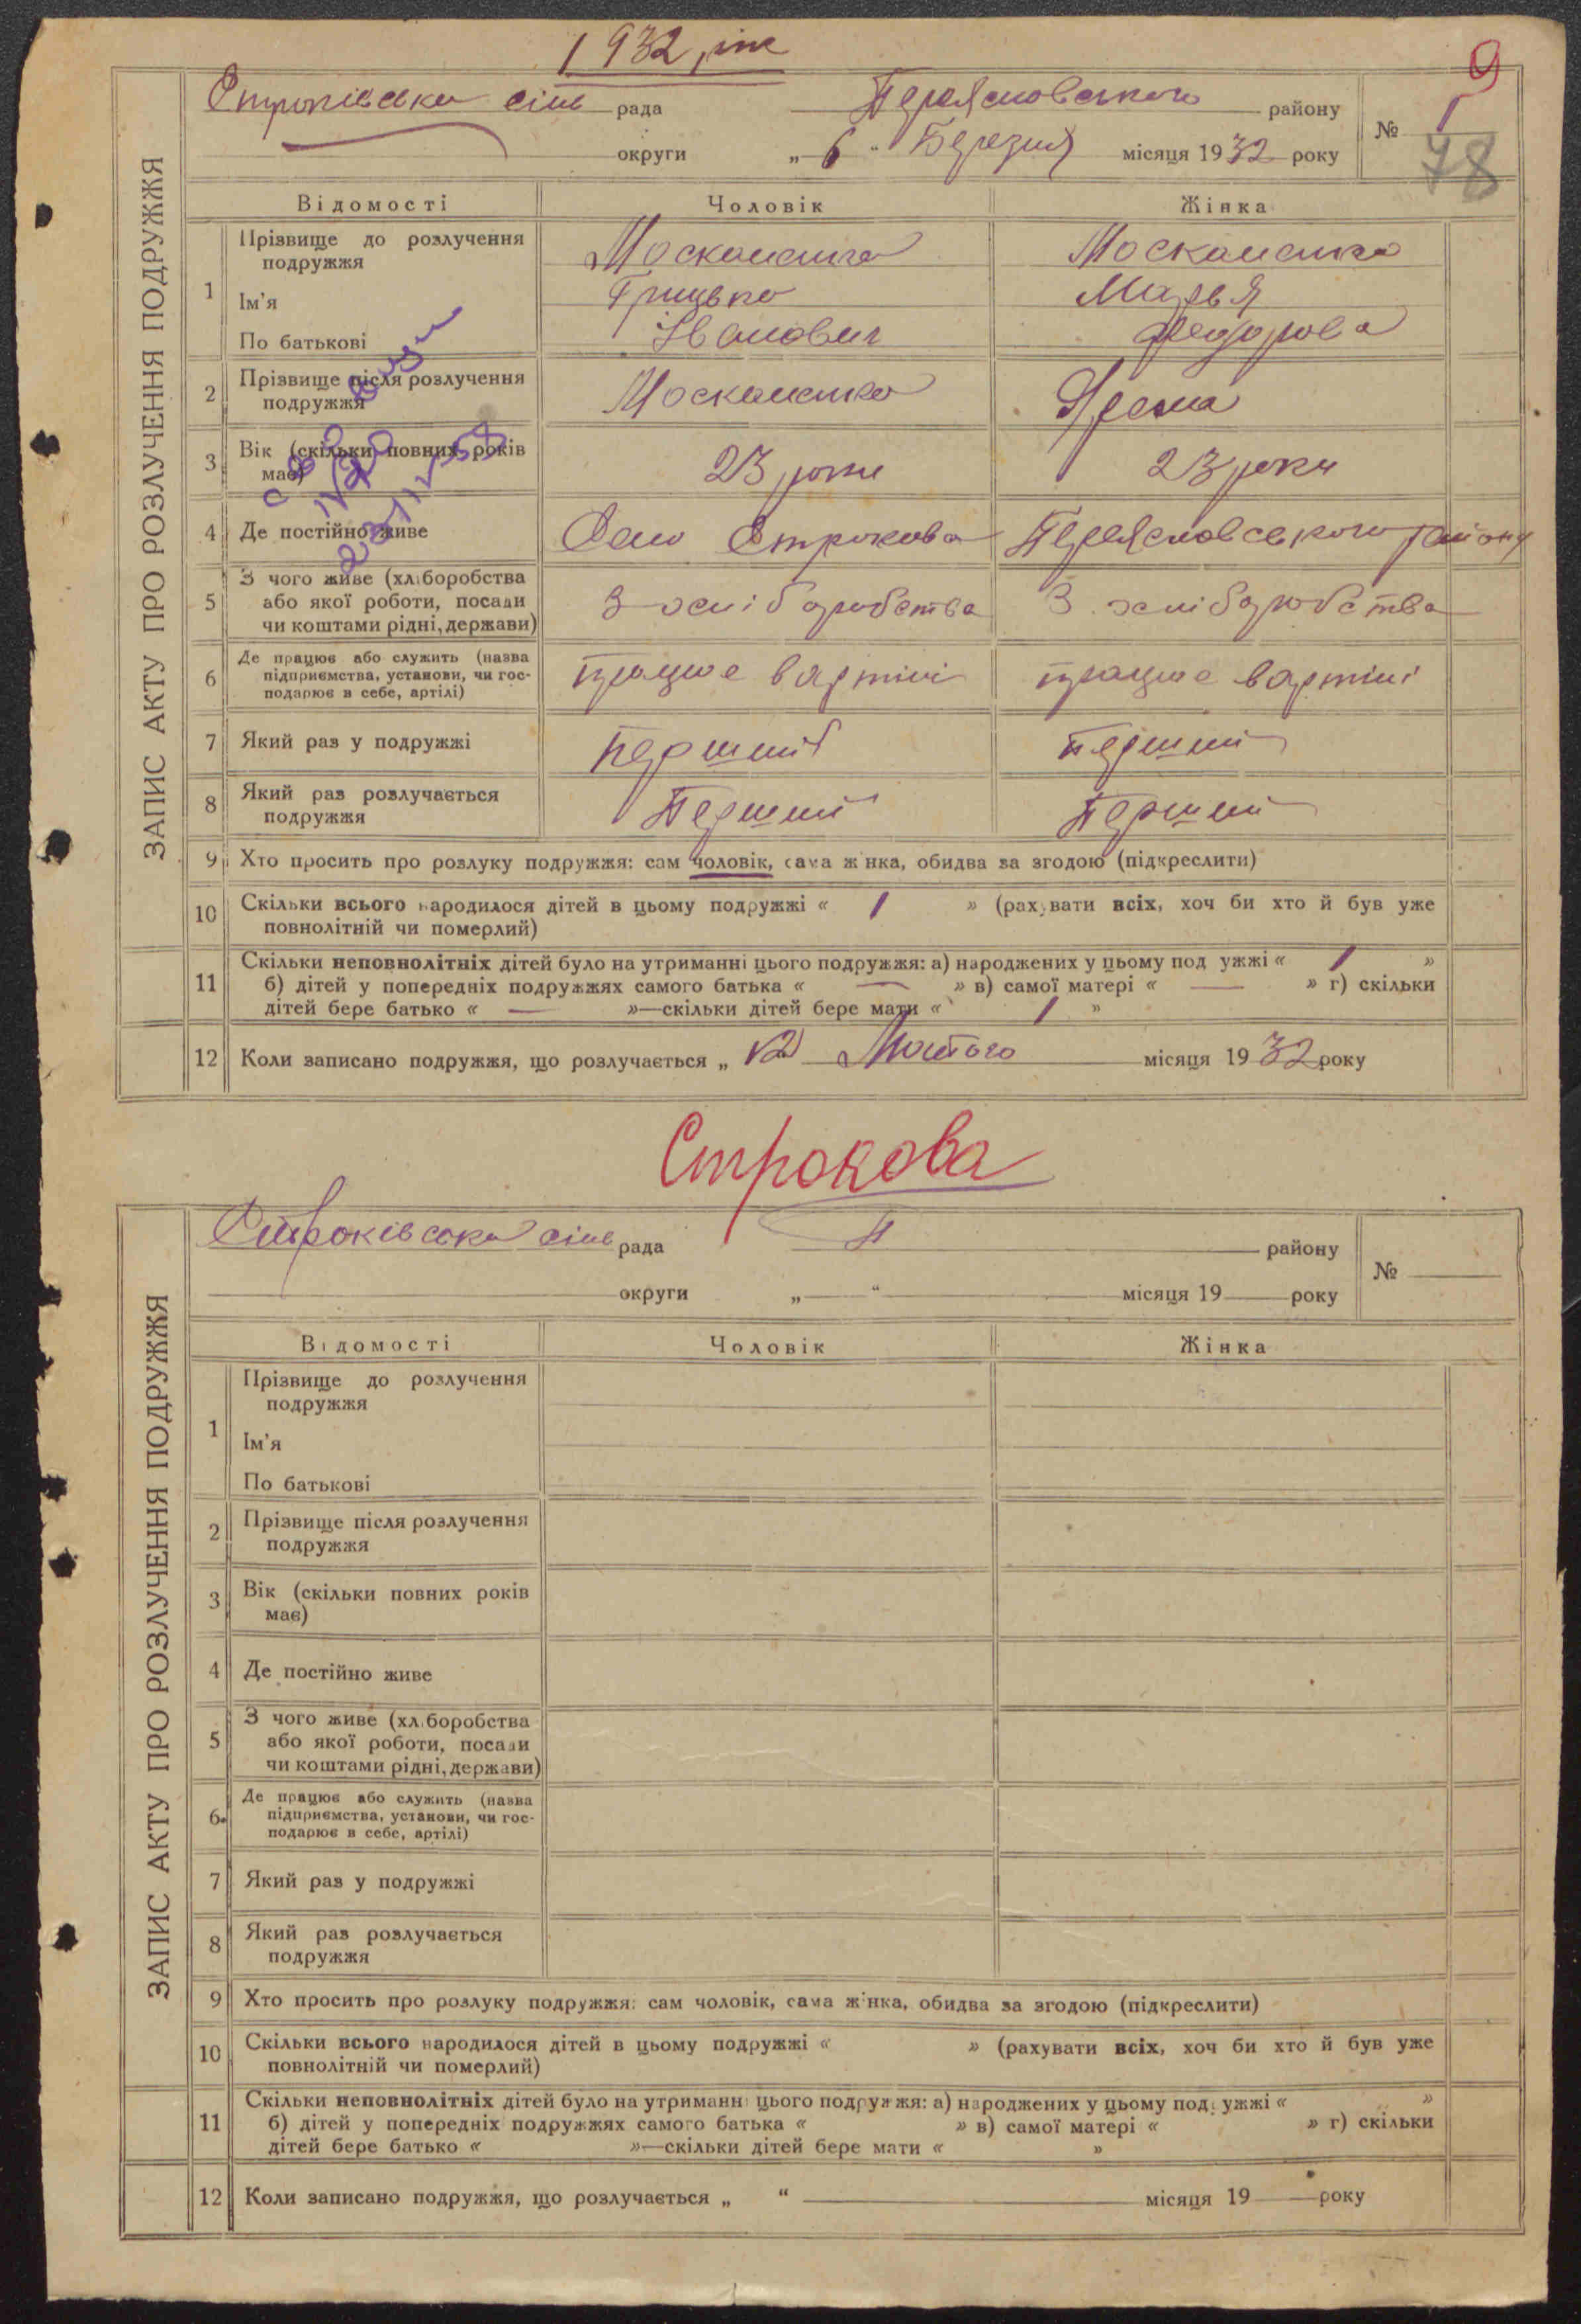 1932 рік
9
ЗАПИС АКТУ ПРО РОЗЛУЧЕННЯ ПОДРУЖЖЯ
Строківська сіль рада Переясловського району № 1
округи „ 6 “ Березня місяця 1932 року
78
Відомості Чоловік Жінка
1 Прізвище до розлучення подружжя Москаленко Москаленко
Ім'я Грицько Марья
По батькові Іванович Федорова
2 Прізвище після розлучення подружжя Москаленко Ярема
3 Вік (скільки повних років має) 23 роки 23 роки
4 Де постійно живе Село Строкова Переясловського району
5 З чого живе (хліборобства або якої роботи, посади чи коштами рідні, держави) З хліборобства З хліборобства
6 Де працює або служить (назва підприємства, установи, чи господарює в себе, артілі) працює в артілі працює в артілі
7 Який раз у подружжі Перший Перший
8 Який раз розлучається подружжя Перший Перший
9 Хто просить про розлуку подружжя: сам чоловік, сама жінка, обидва за згодою (підкреслити)
10 Скільки всього народилося дітей в цьому подружжі « 1 » (рахувати всіх, хоч би хто й був уже
повнолітній чи померлий)
11 Скільки неповнолітніх дітей було на утриманні цього подружжя: а) народжених у цьому подружжі « 1 »
б) дітей у попередніх подружжях самого батька « — » в) самої матері « — » г) скільки
дітей бере батько « — »—скільки дітей бере мати « 1 »
12 Коли записано подружжя, що розлучається „ 12 Лютого місяця 1932 року
Строкова
ЗАПИС АКТУ ПРО РОЗЛУЧЕННЯ ПОДРУЖЖЯ
Строківська сіль рада П району №
округи „ “ місяця 19 року
Відомості Чоловік Жінка
1 Прізвище до розлучення
подружжя
Ім'я
По батькові
2 Прізвище після розлучення
подружжя
3 Вік (скільки повних років
має)
4 Де постійно живе
5 З чого живе (хліборобства
або якої роботи, посади
чи коштами рідні, держави)
6 Де працює або служить (назва
підприємства, установи, чи гос-
подарює в себе, артілі)
7 Який раз у подружжі
8 Який раз розлучається
подружжя
9 Хто просить про розлуку подружжя: сам чоловік, сама жінка, обидва за згодою (підкреслити)
10 Скільки всього народилося дітей в цьому подружжі « » (рахувати всіх, хоч би хто й був уже
повнолітній чи померлий)
11 Скільки неповнолітніх дітей було на утриманні цього подружжя: а) народжених у цьому подружжі « »
б) дітей у попередніх подружжях самого батька « » в) самої матері « » г) скільки
дітей бере батько « »—скільки дітей бере мати « »
12 Коли записано подружжя, що розлучається „ “ місяця 19 року